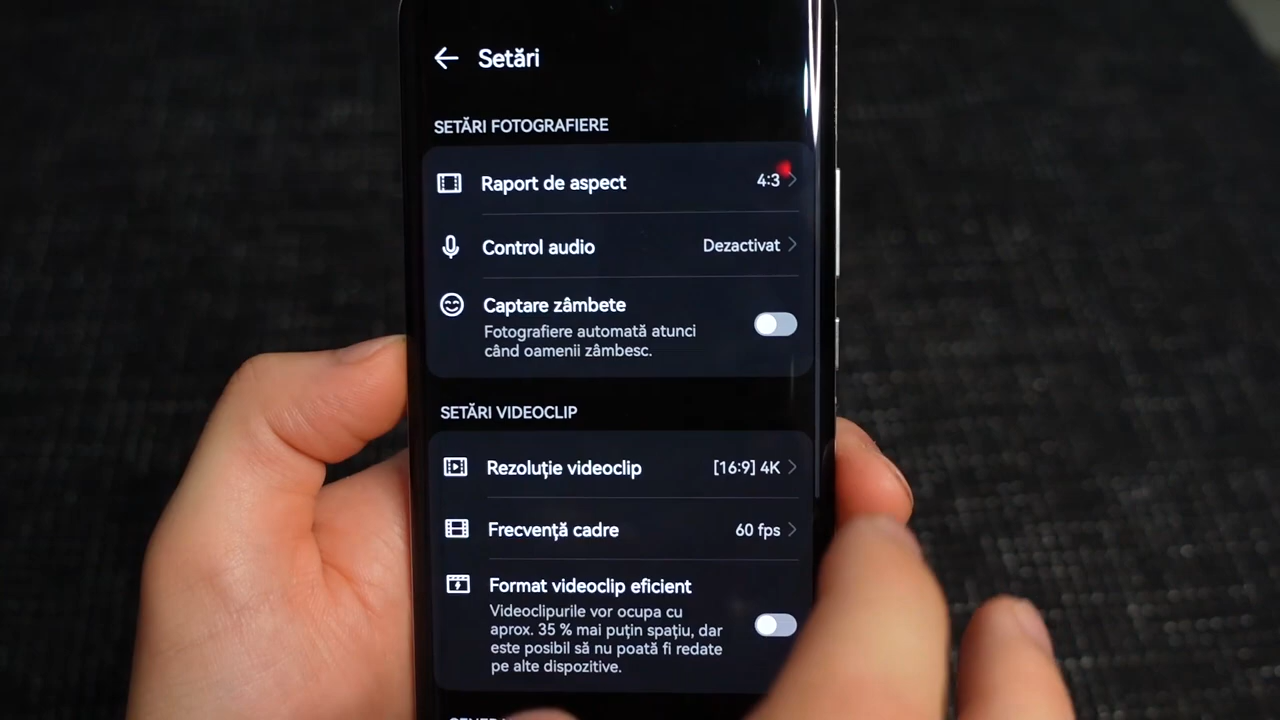 Setări
SETĂRI FOTOGRAFIERE
Raport de aspect 4:3
Control audio Dezactivat
Captare zâmbete
Fotografiere automată atunci
când oamenii zâmbesc.
SETĂRI VIDEOCLIP
Rezoluție videoclip [16:9] 4K
Frecvență cadre 60 fps
Format videoclip eficient
Videoclipurile vor ocupa cu
aprox. 35 % mai puțin spațiu, dar
este posibil să nu poată fi redate
pe alte dispozitive.